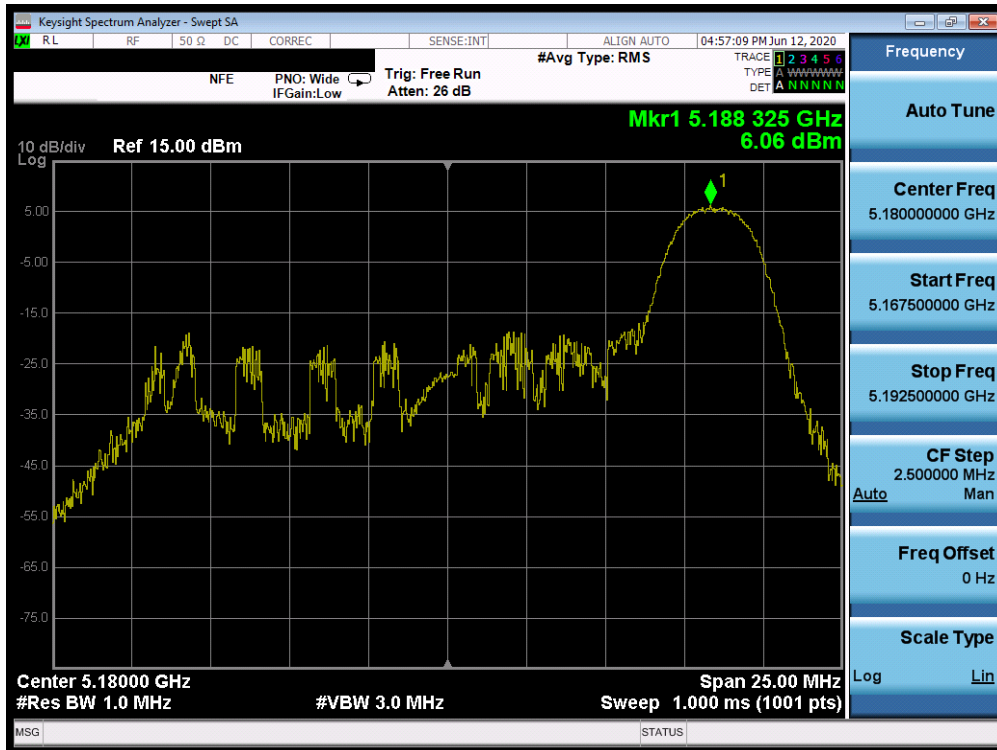 Keysight Spectrum Analyzer - Swept SA
LXI RL RF 50 Ω DC CORREC SENSE:INT ALIGN AUTO 04:57:09 PM Jun 12, 2020
NFE PNO: Wide Trig: Free Run #Avg Type: RMS TRACE 1 2 3 4 5 6
IFGain:Low Atten: 26 dB TYPE A WWWWW
DET A N N N N N
Mkr1 5.188 325 GHz
6.06 dBm
10 dB/div Ref 15.00 dBm
Log
1
5.00
-5.00
-15.0
-25.0
-35.0
-45.0
-55.0
-65.0
-75.0
Center 5.18000 GHz Span 25.00 MHz
#Res BW 1.0 MHz #VBW 3.0 MHz Sweep 1.000 ms (1001 pts)
MSG STATUS
Frequency
Auto Tune
Center Freq
5.180000000 GHz
Start Freq
5.167500000 GHz
Stop Freq
5.192500000 GHz
CF Step
2.500000 MHz
Auto Man
Freq Offset
0 Hz
Scale Type
Log Lin